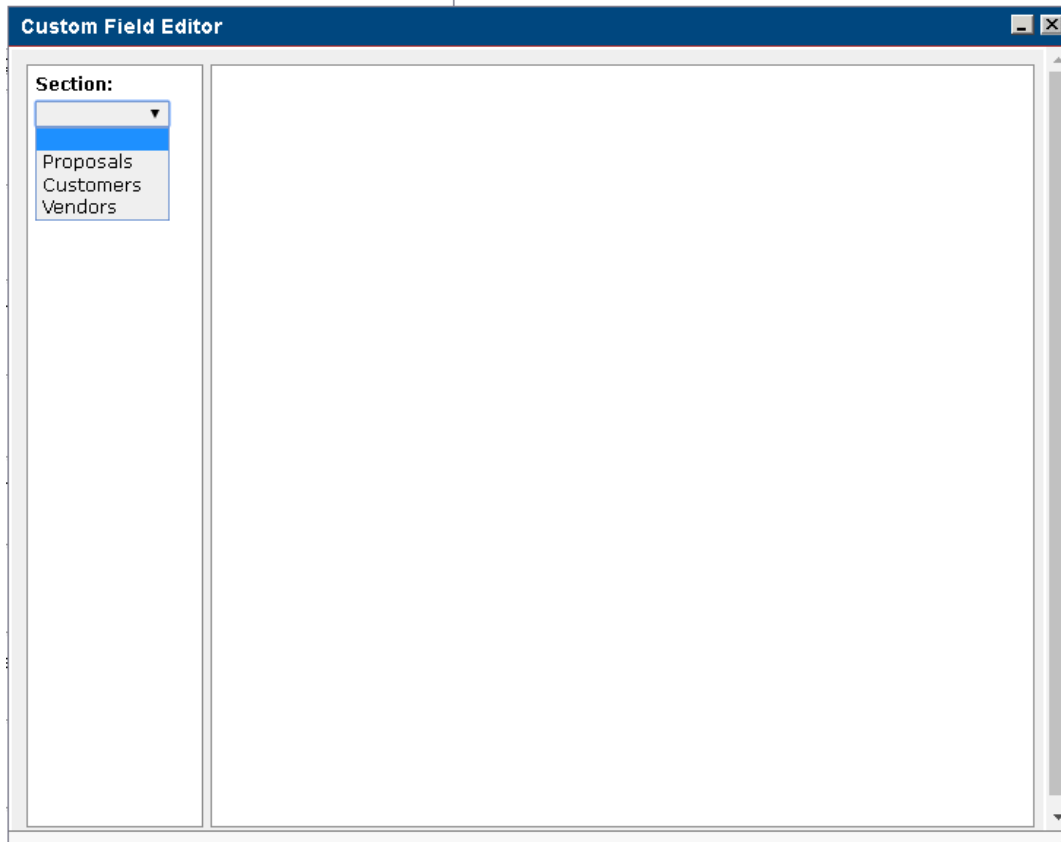 Custom Field Editor
Section:
Proposals
Customers
Vendors